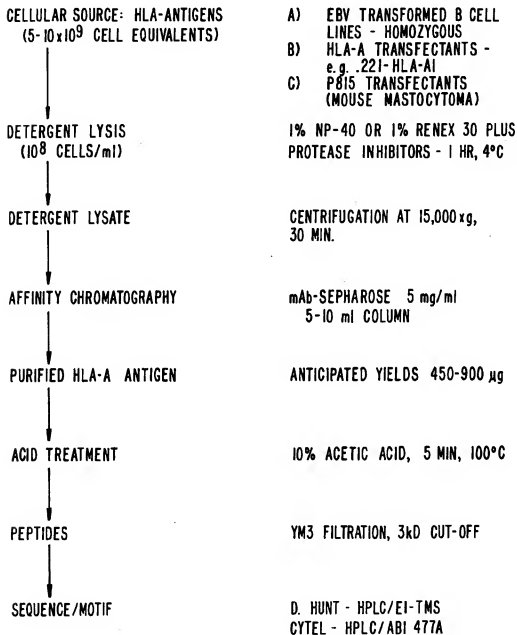 CELLULAR SOURCE: HLA-ANTIGENS
(5-10x10⁹ CELL EQUIVALENTS)
A) EBV TRANSFORMED B CELL
LINES - HOMOZYGOUS
B) HLA-A TRANSFECTANTS -
e.g. .221-HLA-A1
C) P815 TRANSFECTANTS
(MOUSE MASTOCYTOMA)
DETERGENT LYSIS
(10⁸ CELLS/ml)
1% NP-40 OR 1% RENEX 30 PLUS
PROTEASE INHIBITORS - 1 HR, 4°C
DETERGENT LYSATE
CENTRIFUGATION AT 15,000xg,
30 MIN.
AFFINITY CHROMATOGRAPHY
mAb-SEPHAROSE 5 mg/ml
5-10 ml COLUMN
PURIFIED HLA-A ANTIGEN
ANTICIPATED YIELDS 450-900 µg
ACID TREATMENT
10% ACETIC ACID, 5 MIN, 100°C
PEPTIDES
YM3 FILTRATION, 3kD CUT-OFF
SEQUENCE/MOTIF
D. HUNT - HPLC/EI-TMS
CYTEL - HPLC/ABI 477A